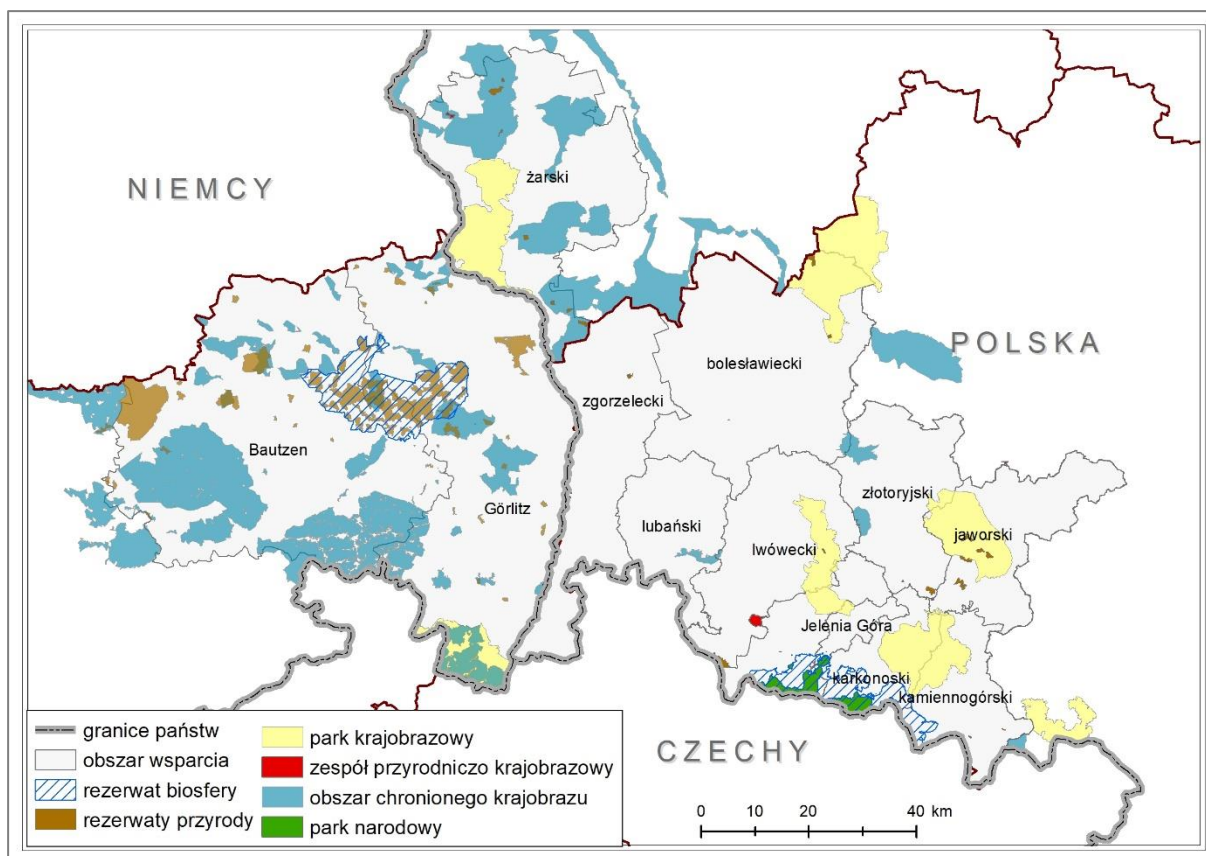 NIEMCY
żarski
POLSKA
bolesławiecki
zgorzelecki
Bautzen
złotoryjski
Görlitz
lubański
lwówecki
jaworski
Jelenia Góra
karkonoski
kamiennogórski
CZECHY
granice państw
obszar wsparcia
rezerwat biosfery
rezerwaty przyrody
park krajobrazowy
zespół przyrodniczo krajobrazowy
obszar chronionego krajobrazu
park narodowy
0 10 20 40 km